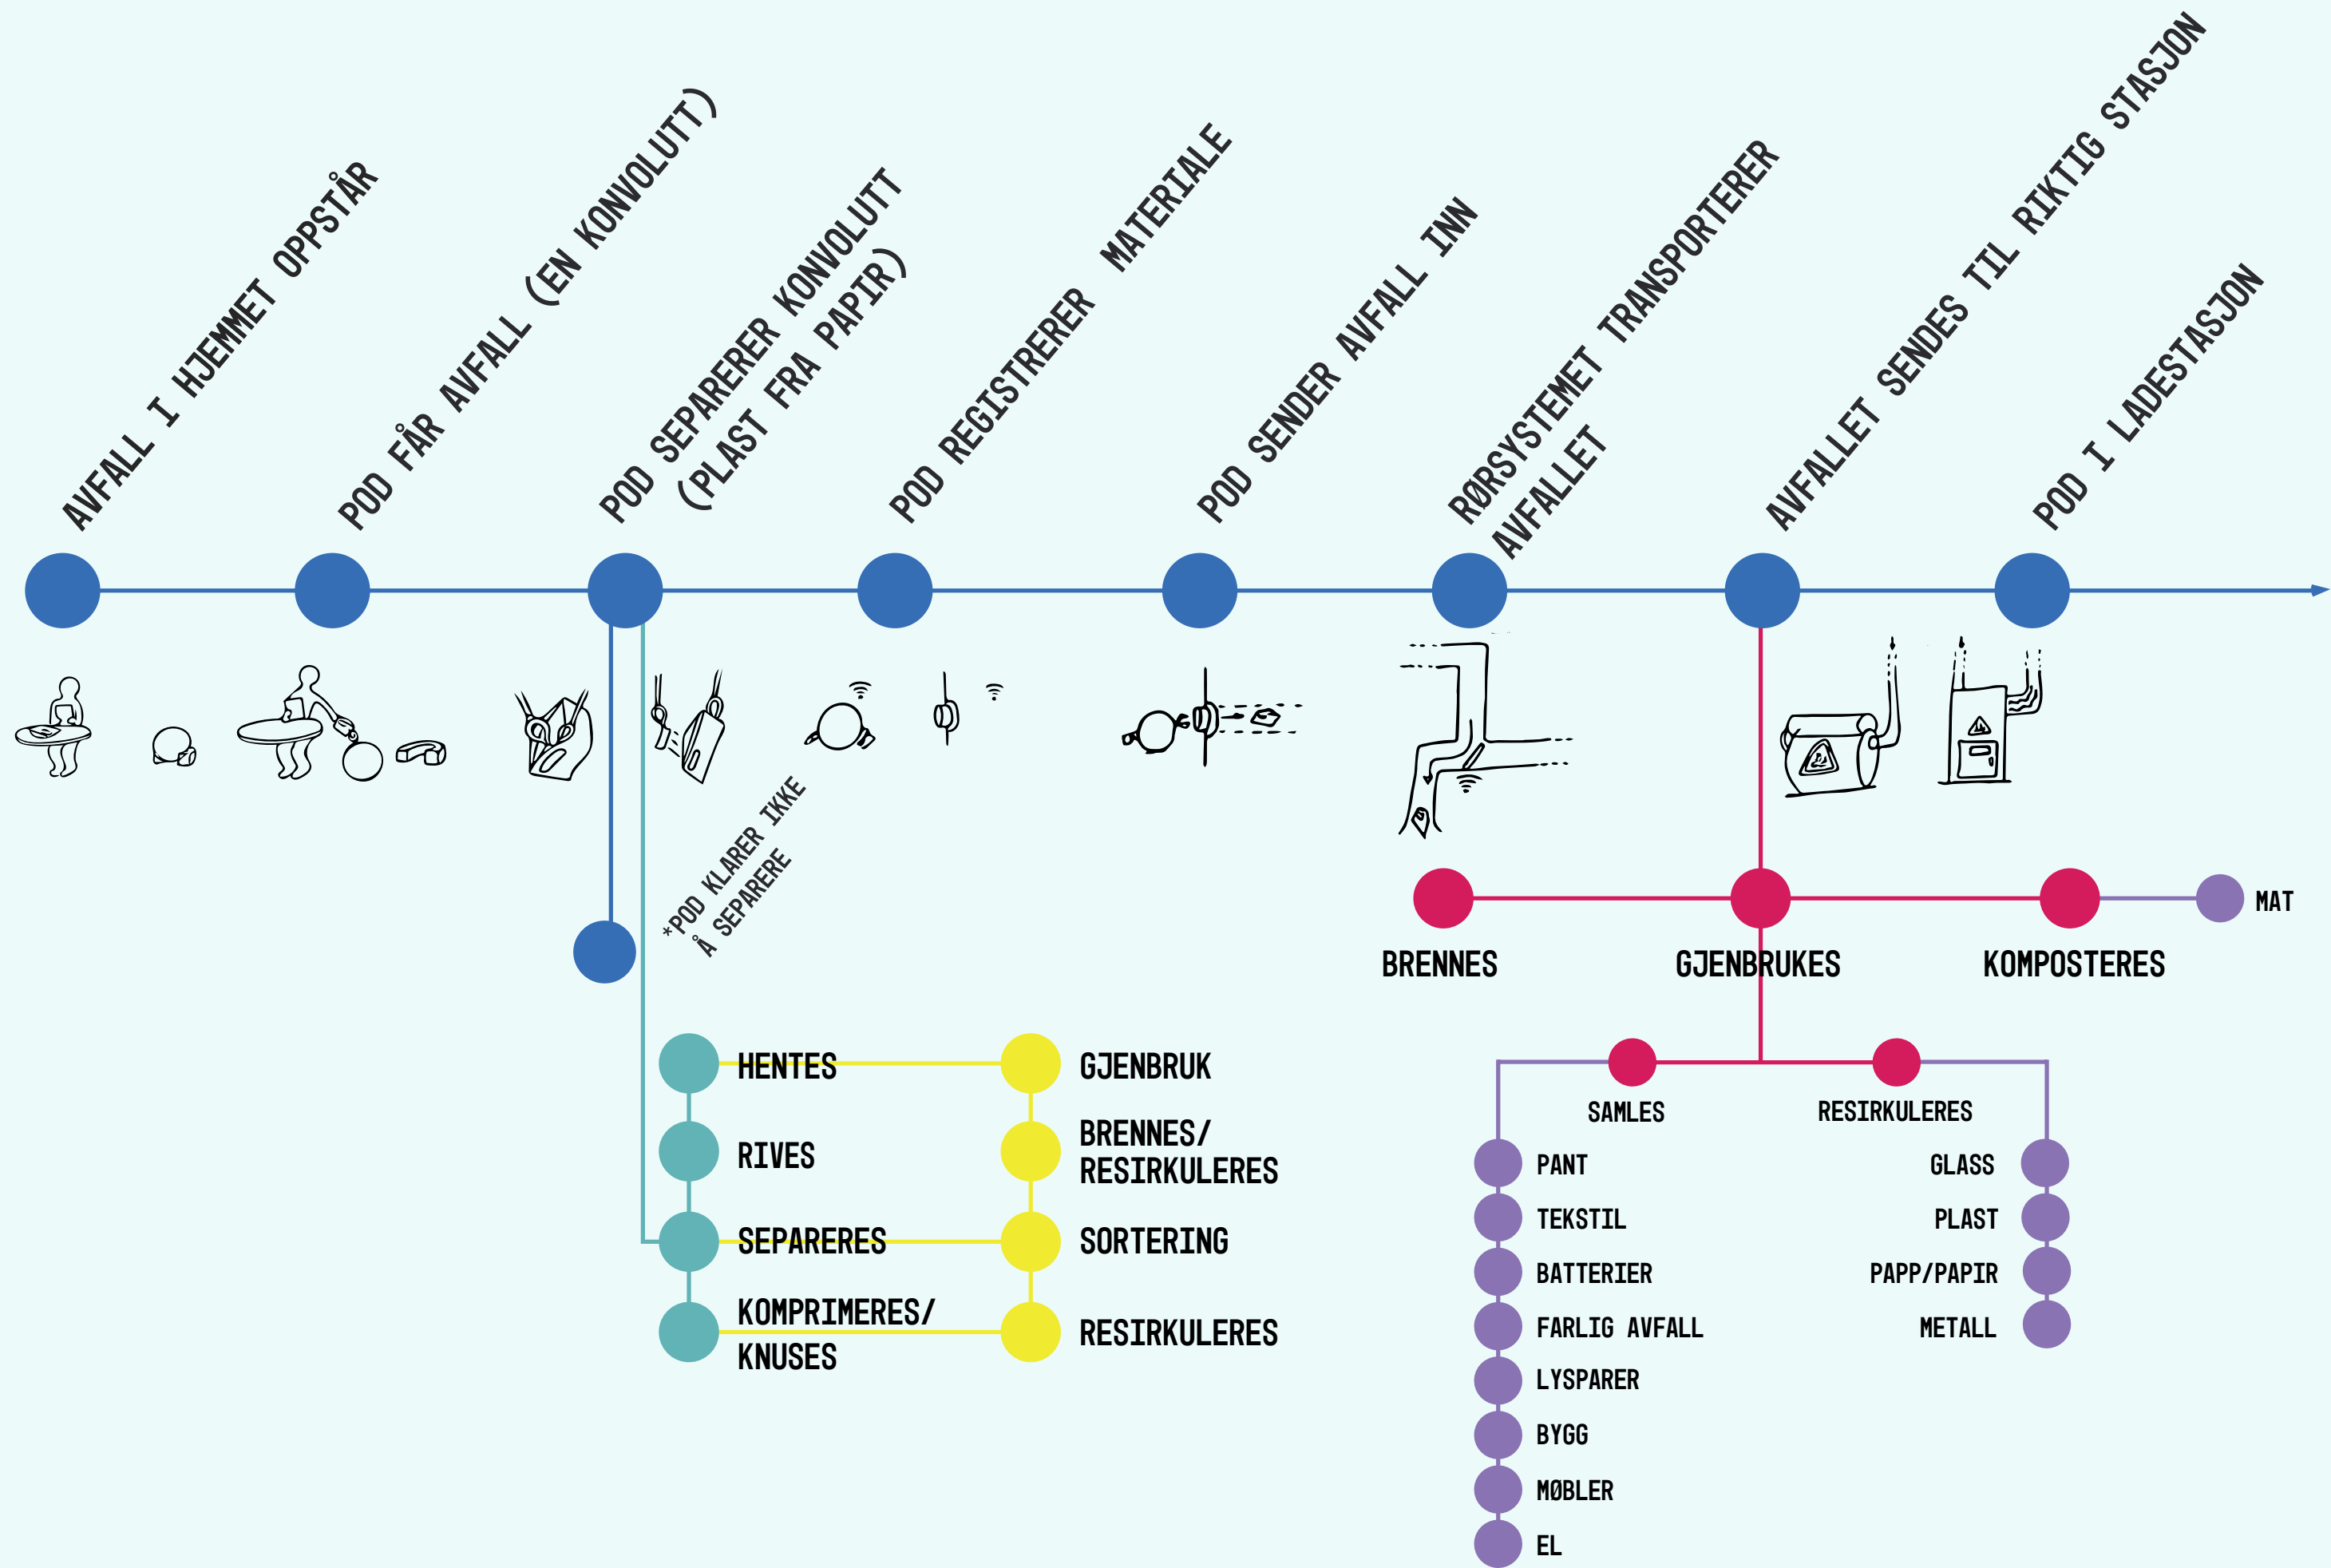 AVFALL I HJEMMET OPPSTÅR
POD FÅR AVFALL (EN KONVOLUTT)
POD SEPARERER KONVOLUTT
(PLAST FRA PAPIR)
POD REGISTRERER MATERIALE
POD SENDER AVFALL INN
RØRSYSTEMET TRANSPORTERER
AVFALLET
AVFALLET SENDES TIL RIKTIG STASJON
POD I LADESTASJON
*POD KLARER IKKE
Å SEPARERE
BRENNES
GJENBRUKES
KOMPOSTERES
MAT
HENTES
RIVES
SEPARERES
KOMPRIMERES/
KNUSES
GJENBRUK
BRENNES/
RESIRKULERES
SORTERING
RESIRKULERES
SAMLES
PANT
TEKSTIL
BATTERIER
FARLIG AVFALL
LYSPARER
BYGG
MØBLER
EL
RESIRKULERES
GLASS
PLAST
PAPP/PAPIR
METALL